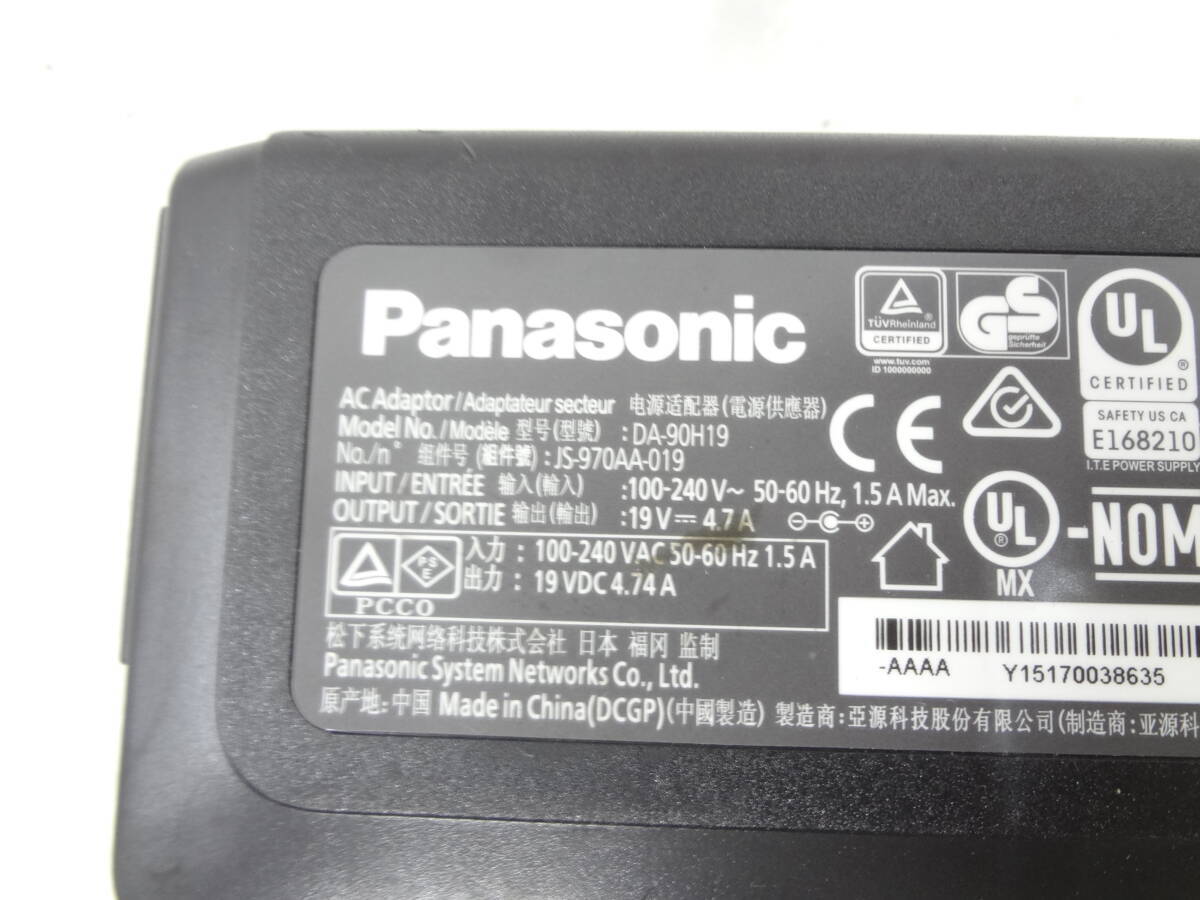 Panasonic
AC Adaptor/Adaptateur secteur 电源适配器(電源供應器)
Model No./Modèle 型号(型號) :DA-90H19
No./n° 组件号 (組件號) :JS-970AA-019
INPUT/ENTRÉE 输入(輸入) :100-240 V~ 50-60 Hz, 1.5 A Max.
OUTPUT/SORTIE 输出(輸出) :19 V⎓ 4.7 A
PS
E
PCCO
入力 : 100-240 VAC 50-60 Hz 1.5 A
出力 : 19 VDC 4.74 A
松下系统网络科技株式会社 日本 福冈 监制
Panasonic System Networks Co., Ltd.
原产地:中国 Made in China(DCGP)(中國製造) 製造商:亞源科技股份有限公司(制造商:亚源科
TÜVRheinland®
CERTIFIED
www.tuv.com
ID 1000000000
GS
geprüfte
Sicherheit
UL®
CERTIFIED
SAFETY US CA
E168210
I.T.E POWER SUPPLY
CE
UL®
MX
-NOM
-AAAA Y15170038635